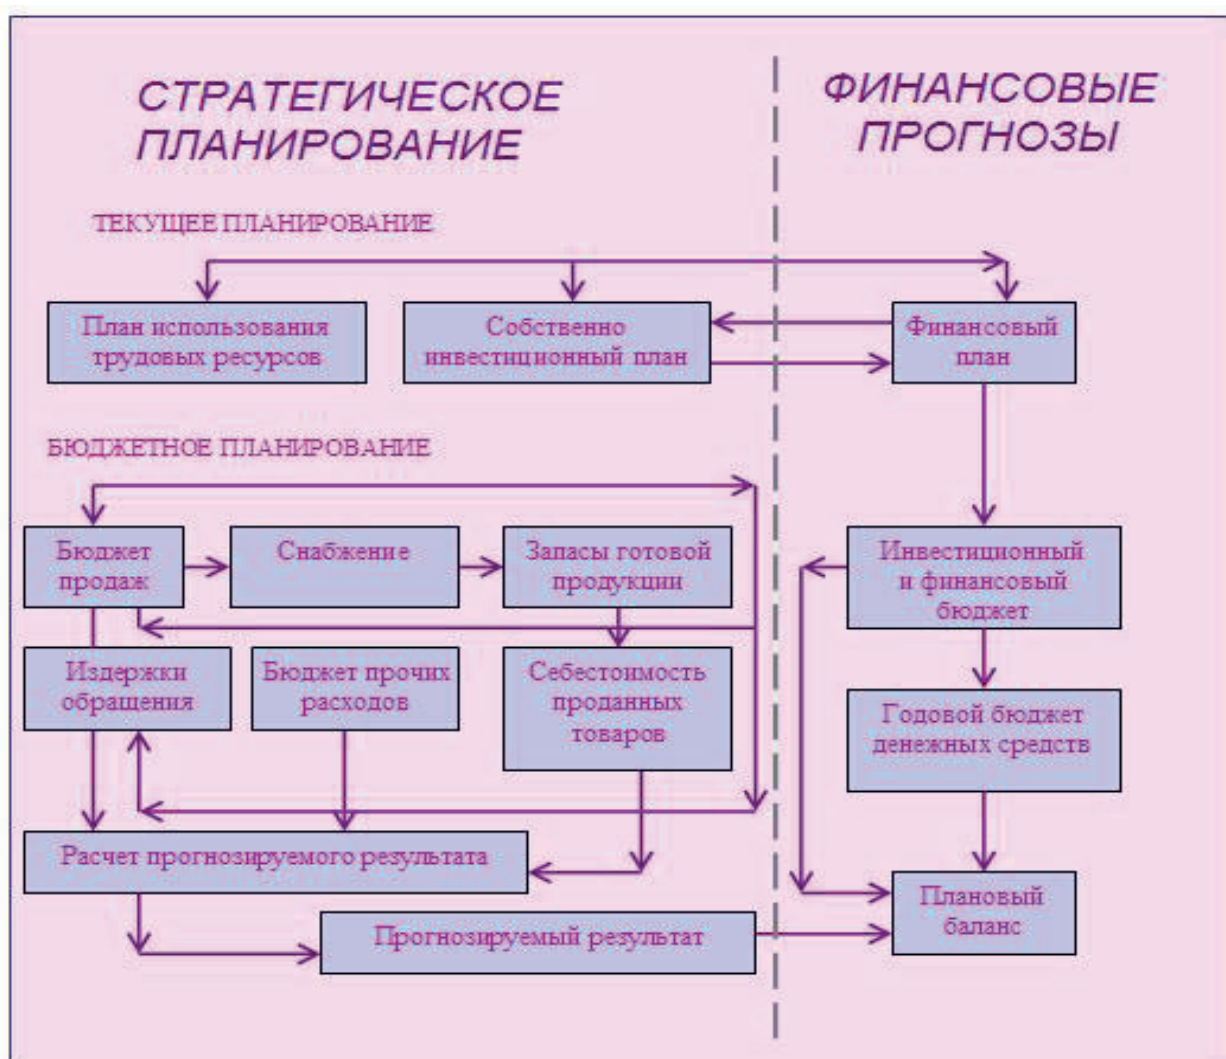 СТРАТЕГИЧЕСКОЕ
ПЛАНИРОВАНИЕ
ФИНАНСОВЫЕ
ПРОГНОЗЫ
ТЕКУЩЕЕ ПЛАНИРОВАНИЕ
План использования
трудовых ресурсов
Собственно
инвестиционный план
Финансовый
план
БЮДЖЕТНОЕ ПЛАНИРОВАНИЕ
Бюджет
продаж
Снабжение
Запасы готовой
продукции
Инвестиционный
и финансовый
бюджет
Издержки
обращения
Бюджет прочих
расходов
Себестоимость
проданных
товаров
Годовой бюджет
денежных средств
Расчет прогнозируемого результата
Плановый
баланс
Прогнозируемый результат